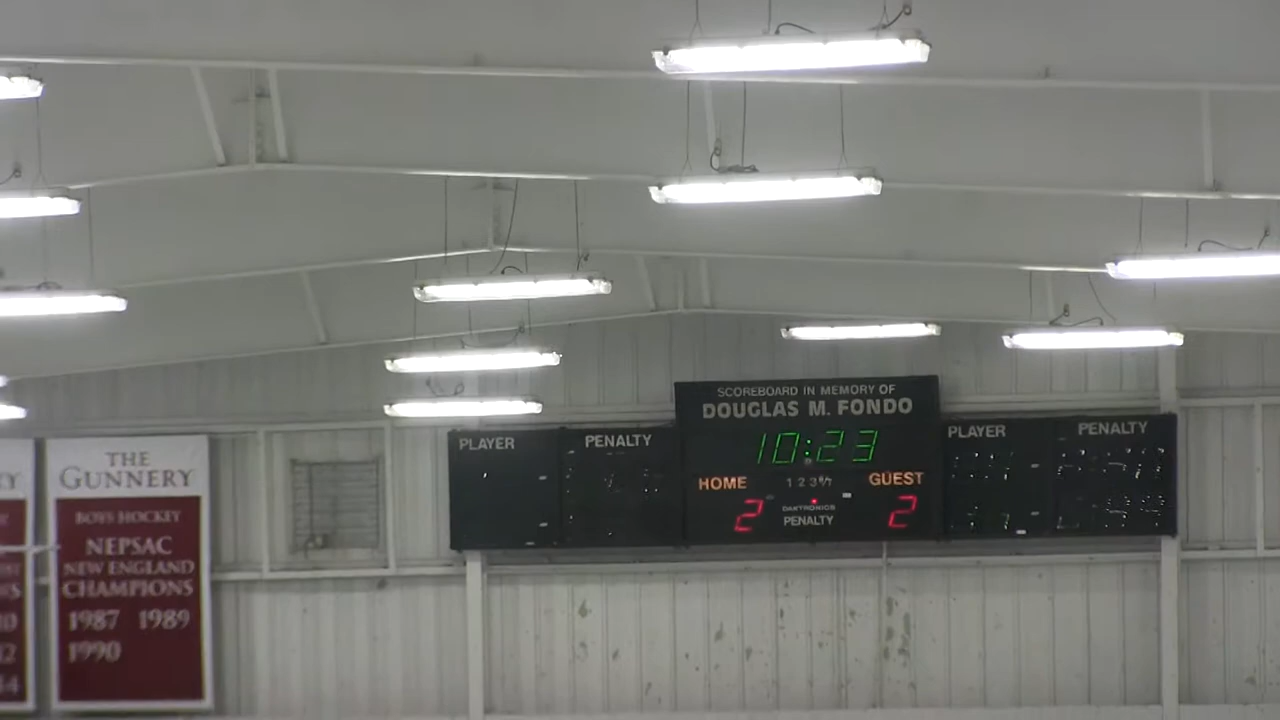 SCOREBOARD IN MEMORY OF
DOUGLAS M. FONDO
PLAYER PENALTY
10:23
PLAYER PENALTY
HOME
1 2 3
GUEST
2
DAKTRONICS
PENALTY
2
THE
GUNNERY
BOYS HOCKEY
NEPSAC
NEW ENGLAND
CHAMPIONS
1987 1989
1990